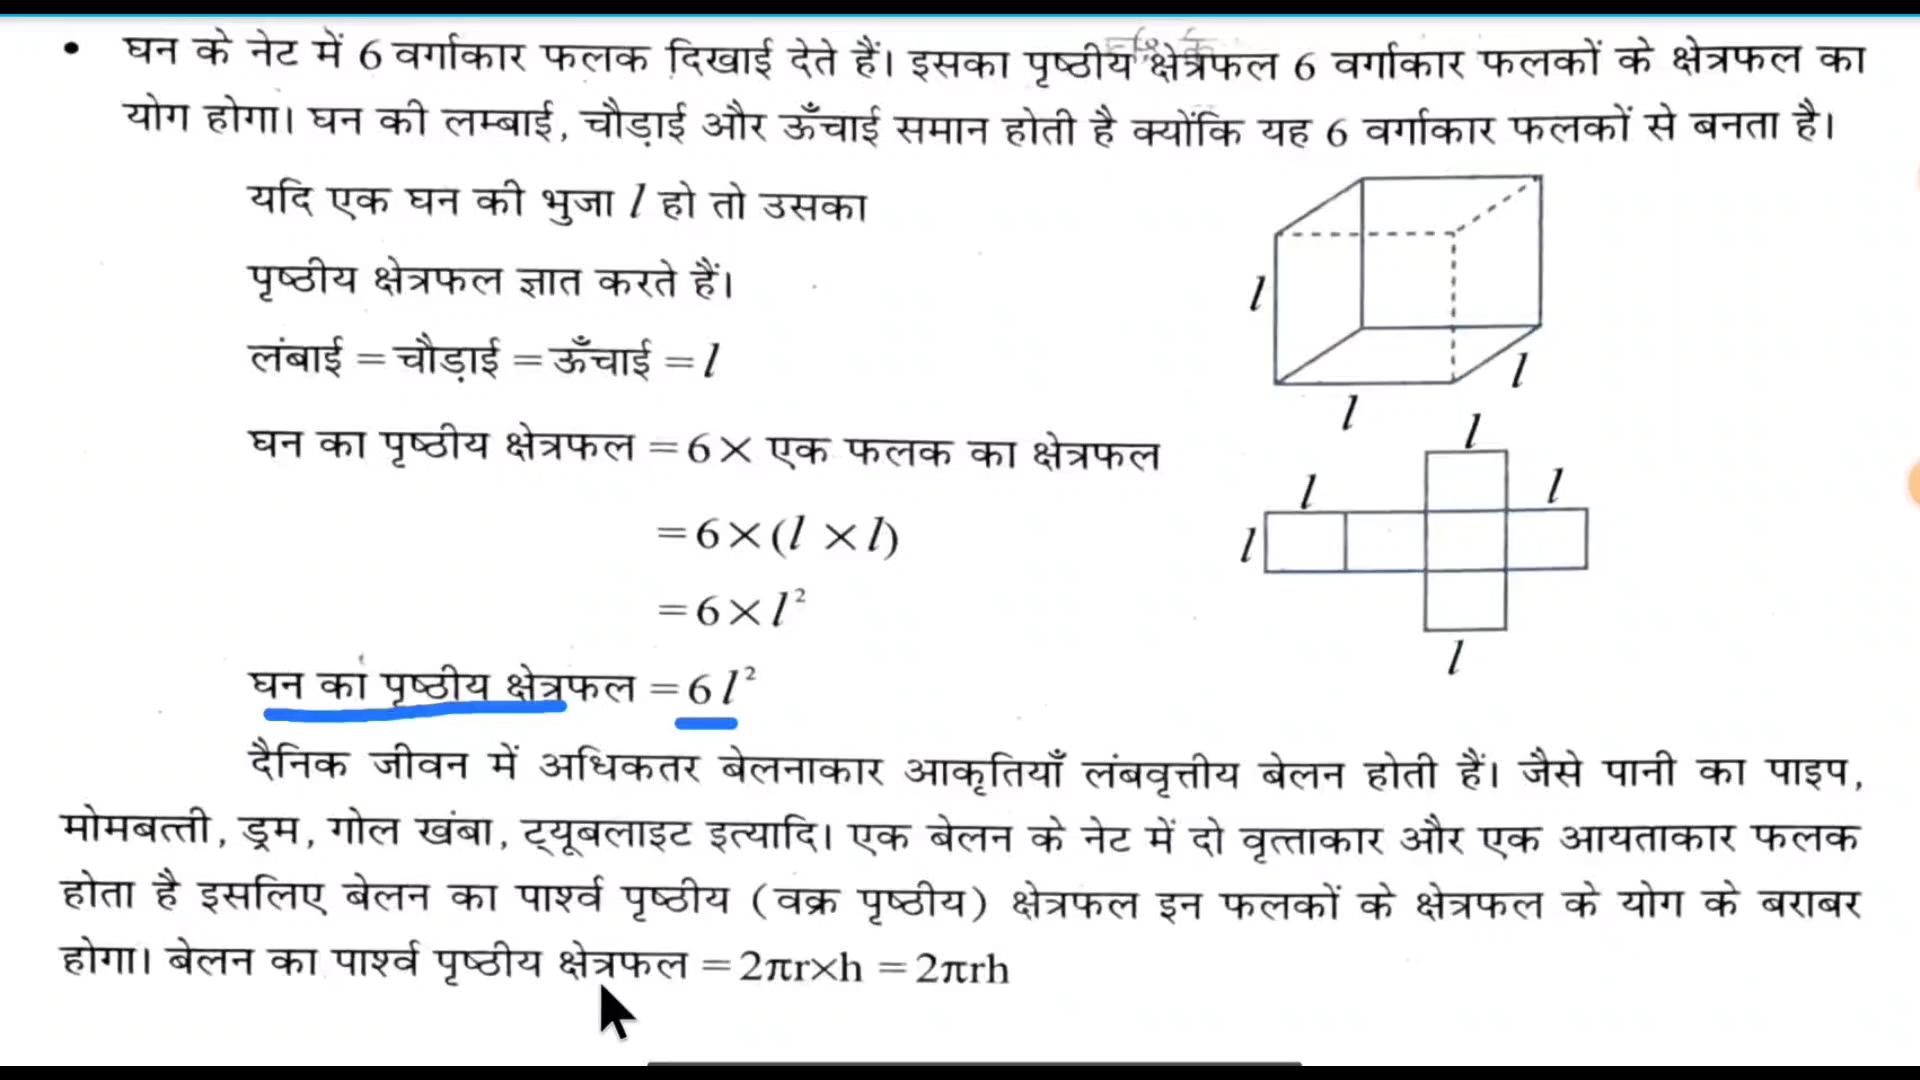 • घन के नेट में 6 वर्गाकार फलक दिखाई देते हैं। इसका पृष्ठीय क्षेत्रफल 6 वर्गाकार फलकों के क्षेत्रफल का
योग होगा। घन की लम्बाई, चौड़ाई और ऊँचाई समान होती है क्योंकि यह 6 वर्गाकार फलकों से बनता है।
यदि एक घन की भुजा l हो तो उसका
पृष्ठीय क्षेत्रफल ज्ञात करते हैं।
l
लंबाई = चौड़ाई = ऊँचाई = l
l
l
l
घन का पृष्ठीय क्षेत्रफल = 6 × एक फलक का क्षेत्रफल
l
l
= 6 × (l × l)
l
= 6 × l²
l
घन का पृष्ठीय क्षेत्रफल = 6 l²
दैनिक जीवन में अधिकतर बेलनाकार आकृतियाँ लंबवृत्तीय बेलन होती हैं। जैसे पानी का पाइप,
मोमबत्ती, ड्रम, गोल खंबा, ट्यूबलाइट इत्यादि। एक बेलन के नेट में दो वृत्ताकार और एक आयताकार फलक
होता है इसलिए बेलन का पार्श्व पृष्ठीय (वक्र पृष्ठीय) क्षेत्रफल इन फलकों के क्षेत्रफल के योग के बराबर
होगा। बेलन का पार्श्व पृष्ठीय क्षेत्रफल = 2πr×h = 2πrh